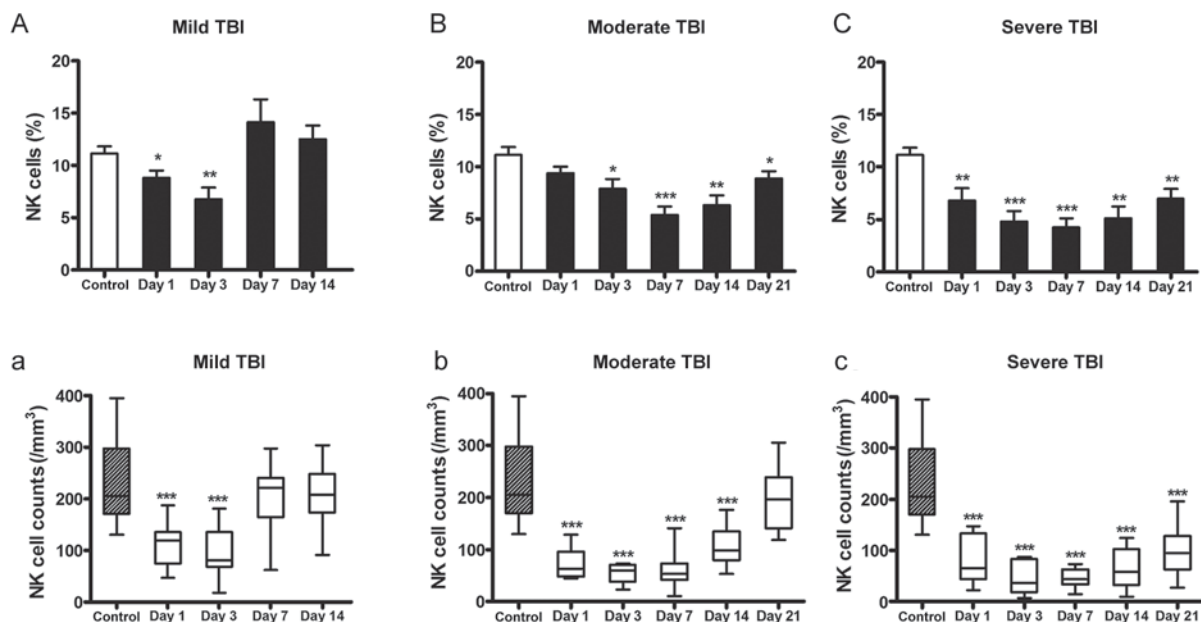 A
Mild TBI
NK cells (%)
20
15
10
5
0
*
**
Control Day 1 Day 3 Day 7 Day 14
B
Moderate TBI
NK cells (%)
20
15
10
5
0
*
***
**
*
Control Day 1 Day 3 Day 7 Day 14 Day 21
C
Severe TBI
NK cells (%)
20
15
10
5
0
**
***
***
**
**
Control Day 1 Day 3 Day 7 Day 14 Day 21
a
Mild TBI
NK cell counts (/mm³)
400
300
200
100
0
***
***
Control Day 1 Day 3 Day 7 Day 14
b
Moderate TBI
NK cell counts (/mm³)
400
300
200
100
0
***
***
***
***
Control Day 1 Day 3 Day 7 Day 14 Day 21
c
Severe TBI
NK cell counts (/mm³)
400
300
200
100
0
***
***
***
***
***
Control Day 1 Day 3 Day 7 Day 14 Day 21